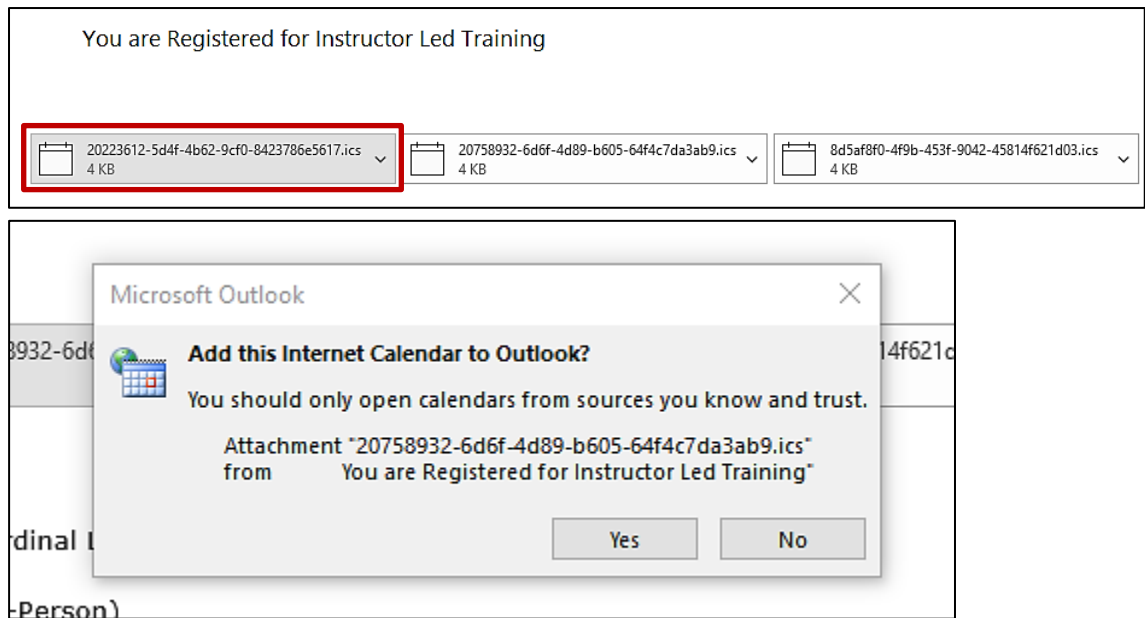 You are Registered for Instructor Led Training
20223612-5d4f-4b62-9cf0-8423786e5617.ics
4 KB
20758932-6d6f-4d89-b605-64f4c7da3ab9.ics
4 KB
8d5af8f0-4f9b-453f-9042-45814f621d03.ics
4 KB
Microsoft Outlook
Add this Internet Calendar to Outlook?
You should only open calendars from sources you know and trust.
Attachment "20758932-6d6f-4d89-b605-64f4c7da3ab9.ics"
from You are Registered for Instructor Led Training"
Yes No
-Person)